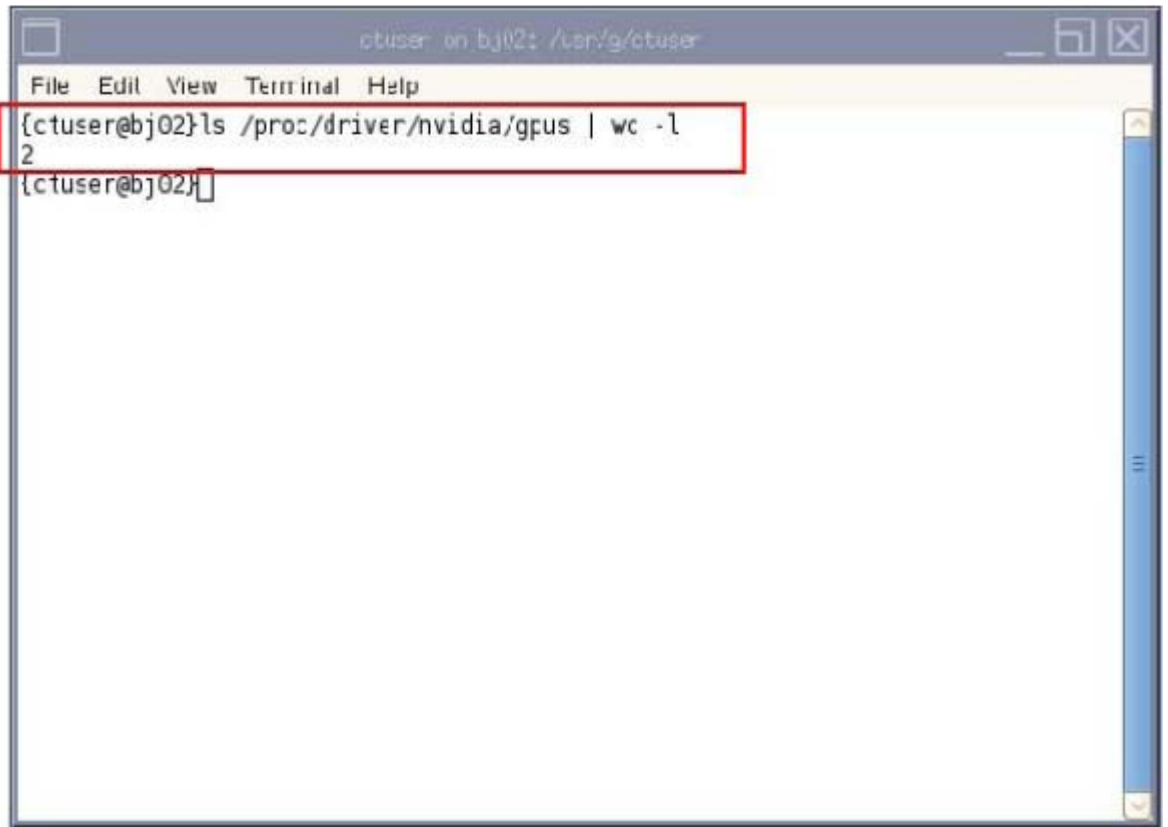 ctuser on bj02: /usr/g/ctuser
File Edit View Terminal Help
{ctuser@bj02}ls /proc/driver/nvidia/gpus | wc -l
2
{ctuser@bj02}